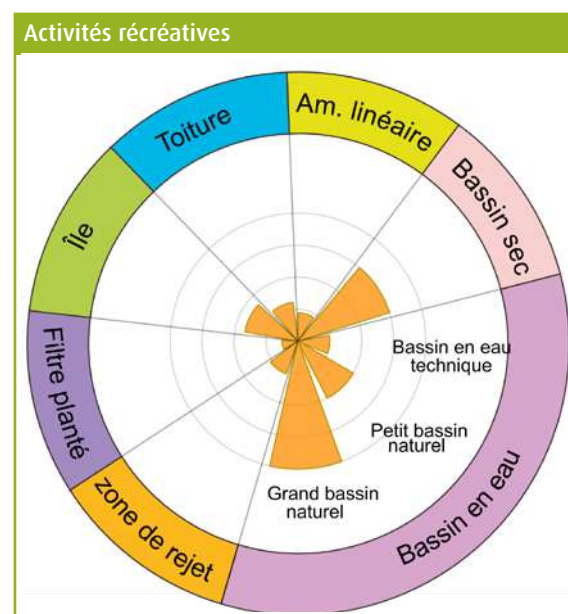 Activités récréatives
Toiture
Am. linéaire
Bassin sec
Île
Filtre planté
zone de rejet
Bassin en eau
Bassin en eau
technique
Petit bassin
naturel
Grand bassin
naturel